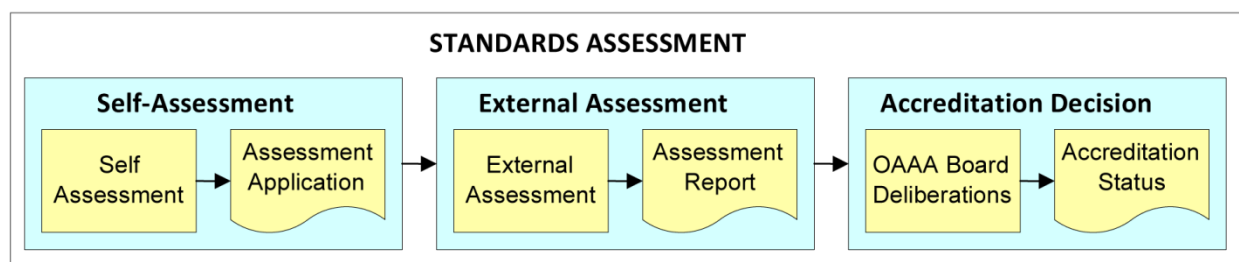 STANDARDS ASSESSMENT
Self-Assessment
Self
Assessment
Assessment
Application
External Assessment
External
Assessment
Assessment
Report
Accreditation Decision
OAAA Board
Deliberations
Accreditation
Status